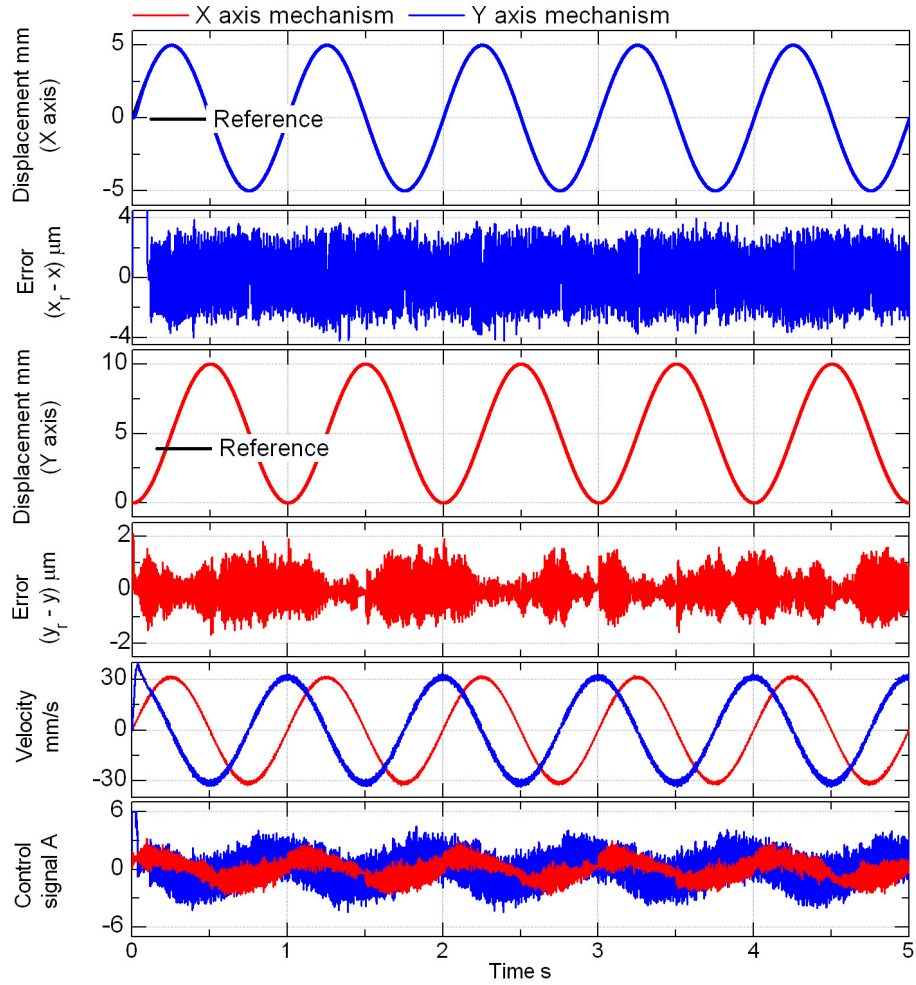 X axis mechanism Y axis mechanism
Displacement mm
(X axis)
5
0
-5
Reference
Error
(x_r - x) μm
4
0
-4
Displacement mm
(Y axis)
10
5
0
Reference
Error
(y_r - y) μm
2
0
-2
Velocity
mm/s
30
0
-30
Control
signal A
6
0
-6
0 1 2 3 4 5
Time s